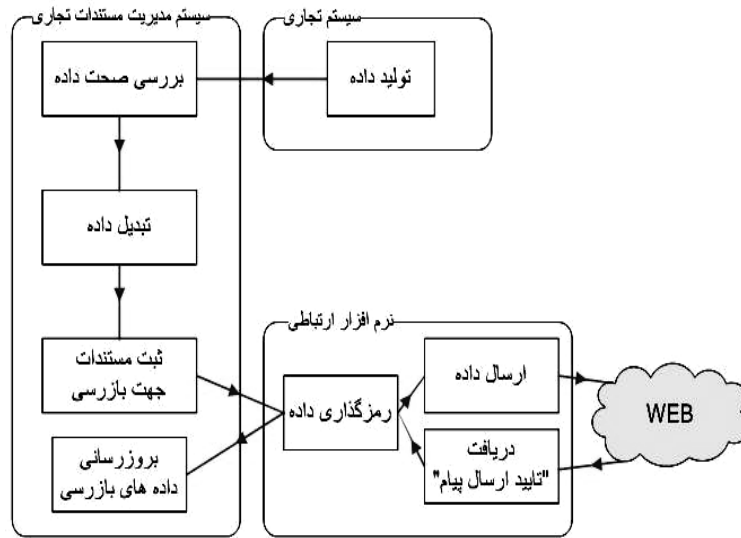 سیستم مدیریت مستندات تجاری
سیستم تجاری
بررسی صحت داده
تولید داده
تبدیل داده
نرم افزار ارتباطی
ثبت مستندات
جهت بازرسی
ارسال داده
رمزگذاری داده
WEB
بروزرسانی
داده های بازرسی
دریافت
"تایید ارسال پیام"